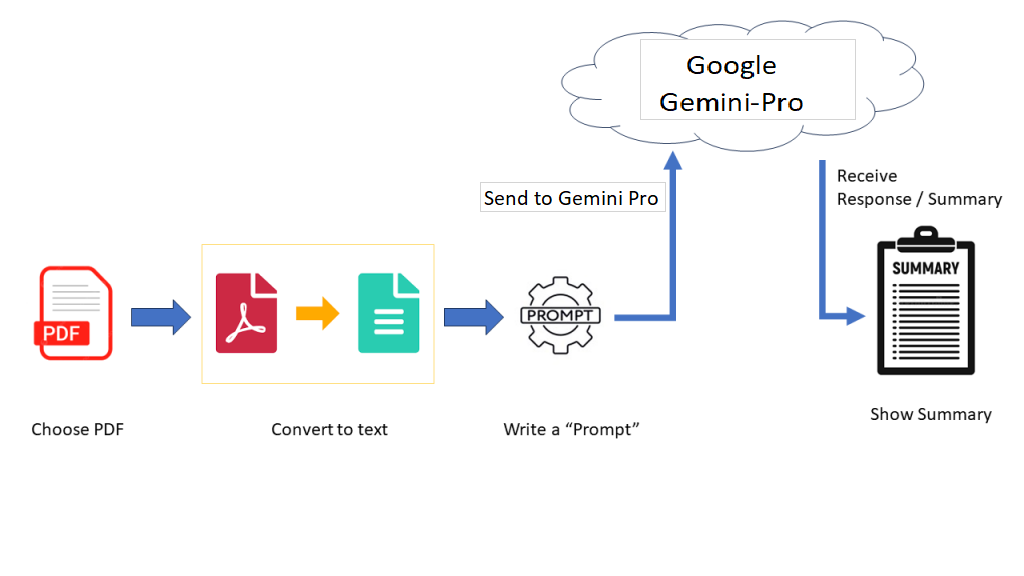 Google
Gemini-Pro
Send to Gemini Pro
Receive
Response / Summary
PDF
PROMPT
SUMMARY
Choose PDF
Convert to text
Write a “Prompt”
Show Summary